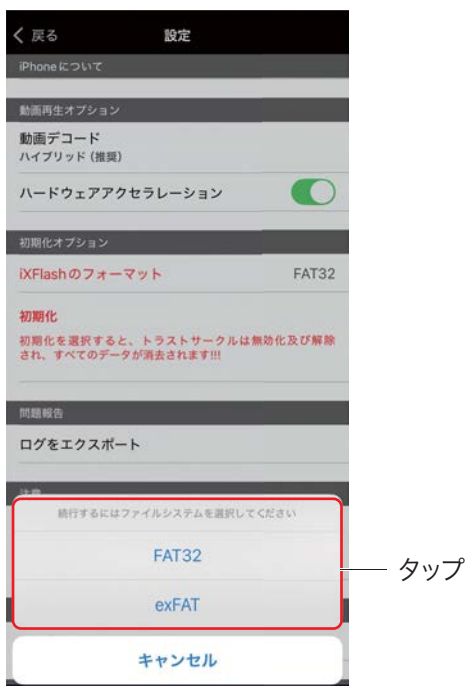 戻る
設定
iPhoneについて
動画再生オプション
動画デコード
ハイブリッド（推奨）
ハードウェアアクセラレーション
初期化オプション
iXFlashのフォーマット
FAT32
初期化
初期化を選択すると、トラストサークルは無効化及び解除
され、すべてのデータが消去されます!!!
問題報告
ログをエクスポート
続行するにはファイルシステムを選択してください
FAT32
タップ
exFAT
キャンセル